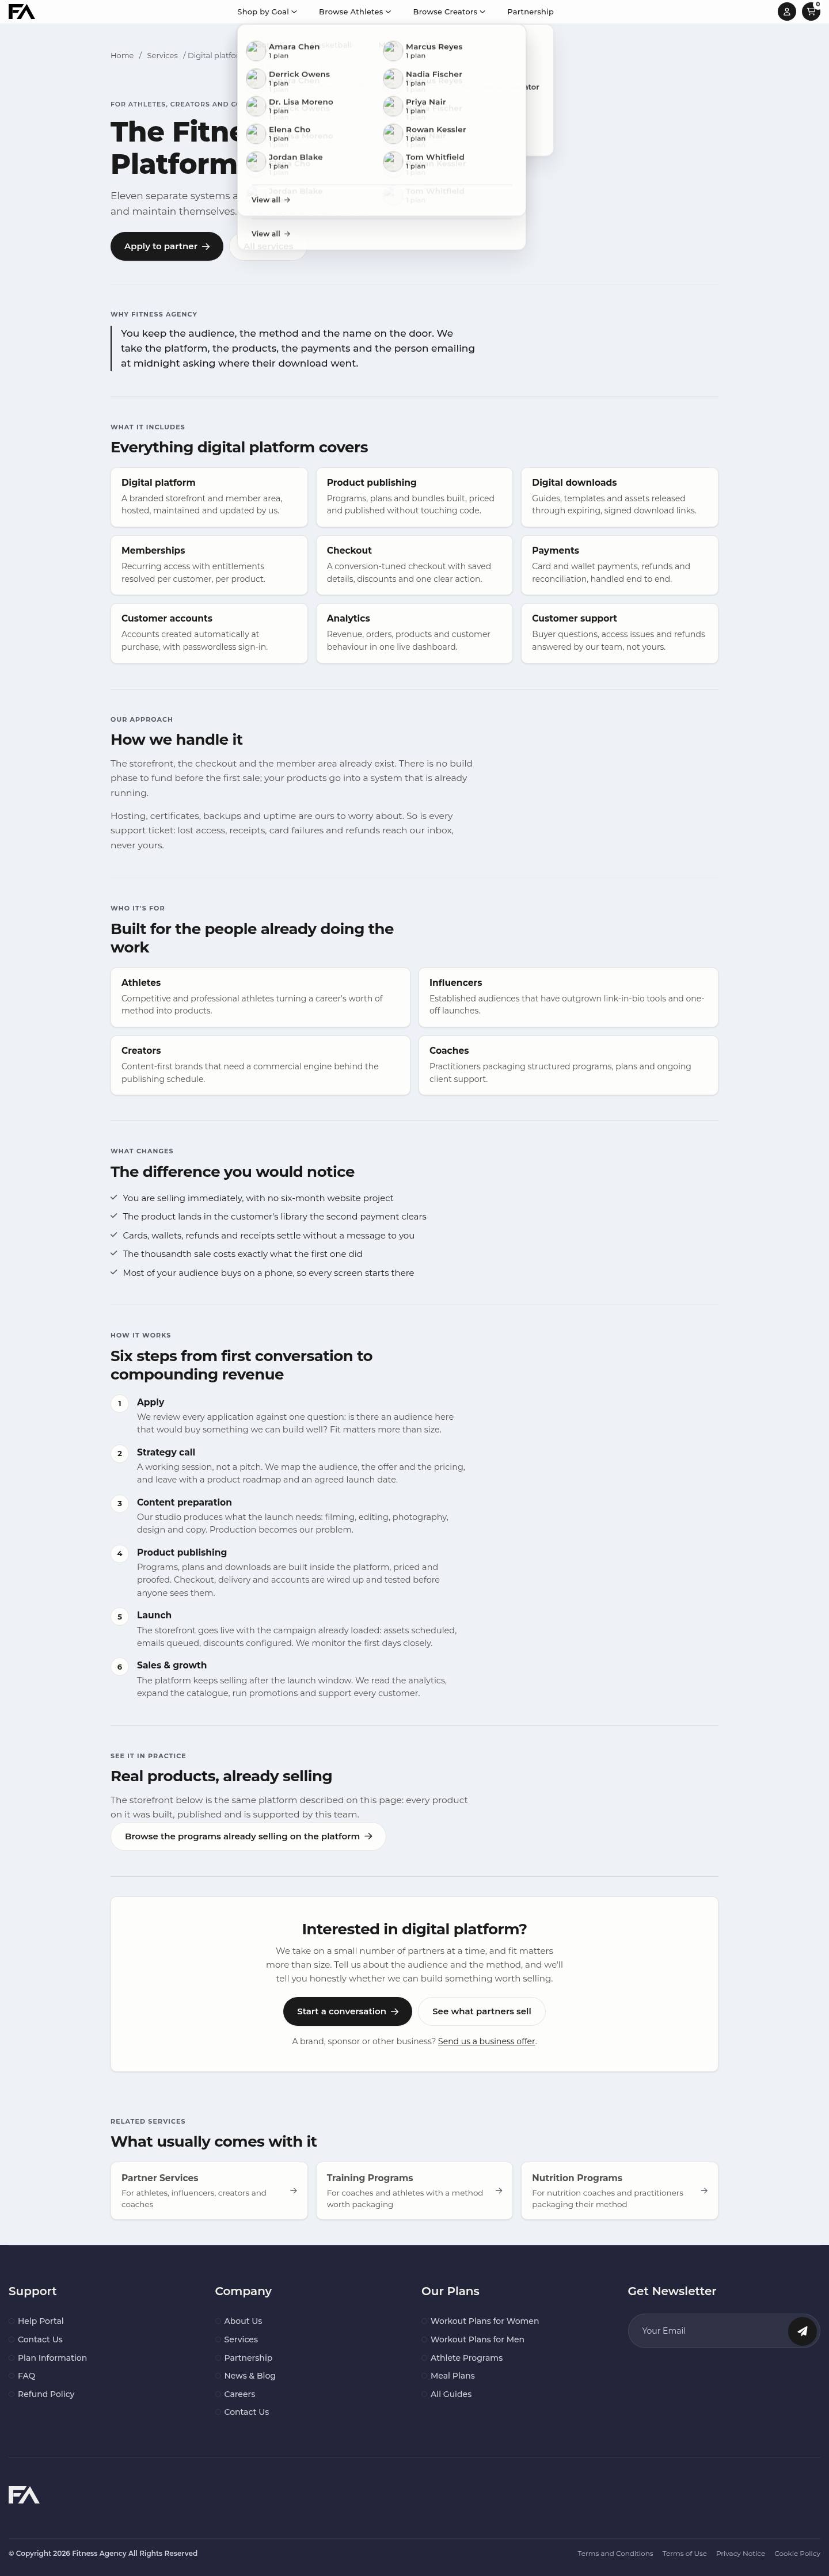 FA
Shop by Goal
Browse Athletes
Browse Creators
Partnership
0
Amara Chen
1 plan
Marcus Reyes
1 plan
Derrick Owens
1 plan
Nadia Fischer
1 plan
Dr. Lisa Moreno
1 plan
Priya Nair
1 plan
Elena Cho
1 plan
Rowan Kessler
1 plan
Jordan Blake
1 plan
Tom Whitfield
1 plan
View all
View all
Home / Services / Digital
FOR ATHLETES, CREATORS AND
The
Platform
Eleven separate systems
and maintain themselves.
Apply to partner
All services
WHY FITNESS AGENCY
You keep the audience, the method and the name on the door. We
take the platform, the products, the payments and the person emailing
at midnight asking where their download went.
WHAT IT INCLUDES
Everything digital platform covers
Digital platform
A branded storefront and member area,
hosted, maintained and updated by us.
Product publishing
Programs, plans and bundles built, priced
and published without touching code.
Digital downloads
Guides, templates and assets released
through expiring, signed download links.
Memberships
Recurring access with entitlements
resolved per customer, per product.
Checkout
A conversion-tuned checkout with saved
details, discounts and one clear action.
Payments
Card and wallet payments, refunds and
reconciliation, handled end to end.
Customer accounts
Accounts created automatically at
purchase, with passwordless sign-in.
Analytics
Revenue, orders, products and customer
behaviour in one live dashboard.
Customer support
Buyer questions, access issues and refunds
answered by our team, not yours.
OUR APPROACH
How we handle it
The storefront, the checkout and the member area already exist. There is no build
phase to fund before the first sale; your products go into a system that is already
running.
Hosting, certificates, backups and uptime are ours to worry about. So is every
support ticket: lost access, receipts, card failures and refunds reach our inbox,
never yours.
WHO IT'S FOR
Built for the people already doing the
work
Athletes
Competitive and professional athletes turning a career's worth of
method into products.
Influencers
Established audiences that have outgrown link-in-bio tools and one-
off launches.
Creators
Content-first brands that need a commercial engine behind the
publishing schedule.
Coaches
Practitioners packaging structured programs, plans and ongoing
client support.
WHAT CHANGES
The difference you would notice
You are selling immediately, with no six-month website project
The product lands in the customer's library the second payment clears
Cards, wallets, refunds and receipts settle without a message to you
The thousandth sale costs exactly what the first one did
Most of your audience buys on a phone, so every screen starts there
HOW IT WORKS
Six steps from first conversation to
compounding revenue
1
Apply
We review every application against one question: is there an audience here
that would buy something we can build well? Fit matters more than size.
2
Strategy call
A working session, not a pitch. We map the audience, the offer and the pricing,
and leave with a product roadmap and an agreed launch date.
3
Content preparation
Our studio produces what the launch needs: filming, editing, photography,
design and copy. Production becomes our problem.
4
Product publishing
Programs, plans and downloads are built inside the platform, priced and
proofed. Checkout, delivery and accounts are wired up and tested before
anyone sees them.
5
Launch
The storefront goes live with the campaign already loaded: assets scheduled,
emails queued, discounts configured. We monitor the first days closely.
6
Sales & growth
The platform keeps selling after the launch window. We read the analytics,
expand the catalogue, run promotions and support every customer.
SEE IT IN PRACTICE
Real products, already selling
The storefront below is the same platform described on this page: every product
on it was built, published and is supported by this team.
Browse the programs already selling on the platform
Interested in digital platform?
We take on a small number of partners at a time, and fit matters
more than size. Tell us about the audience and the method, and we'll
tell you honestly whether we can build something worth selling.
Start a conversation
See what partners sell
A brand, sponsor or other business? Send us a business offer.
RELATED SERVICES
What usually comes with it
Partner Services
For athletes, influencers, creators and
coaches
Training Programs
For coaches and athletes with a method
worth packaging
Nutrition Programs
For nutrition coaches and practitioners
packaging their method
Support
Help Portal
Contact Us
Plan Information
FAQ
Refund Policy
Company
About Us
Services
Partnership
News & Blog
Careers
Contact Us
Our Plans
Workout Plans for Women
Workout Plans for Men
Athlete Programs
Meal Plans
All Guides
Get Newsletter
Your Email
FA
© Copyright 2026 Fitness Agency All Rights Reserved
Terms and Conditions
Terms of Use
Privacy Notice
Cookie Policy